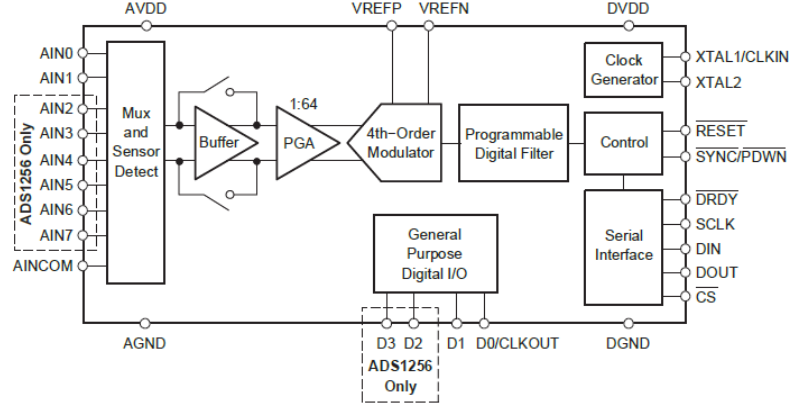 AVDD
VREFP
VREFN
DVDD
AIN0
AIN1
AIN2
AIN3
AIN4
AIN5
AIN6
AIN7
AINCOM
ADS1256 Only
Mux
and
Sensor
Detect
Buffer
1:64
PGA
4th−Order
Modulator
Programmable
Digital Filter
Clock
Generator
Control
Serial
Interface
General
Purpose
Digital I/O
XTAL1/CLKIN
XTAL2
RESET
SYNC/PDWN
DRDY
SCLK
DIN
DOUT
CS
AGND
D3
D2
D1
D0/CLKOUT
DGND
ADS1256
Only